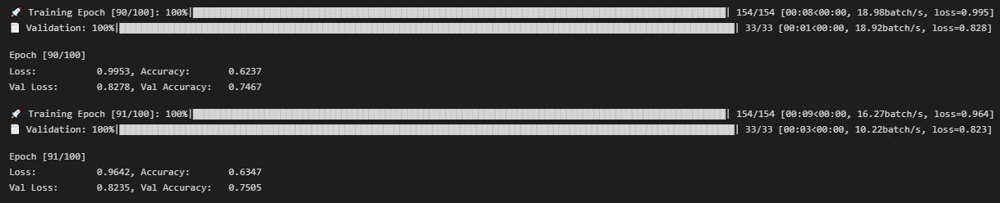 🚀 Training Epoch [90/100]: 100%|██████████| 154/154 [00:08<00:00, 18.98batch/s, loss=0.995]
📄 Validation: 100%|██████████| 33/33 [00:01<00:00, 18.92batch/s, loss=0.828]
Epoch [90/100]
Loss: 0.9953, Accuracy: 0.6237
Val Loss: 0.8278, Val Accuracy: 0.7467
🚀 Training Epoch [91/100]: 100%|██████████| 154/154 [00:09<00:00, 16.27batch/s, loss=0.964]
📄 Validation: 100%|██████████| 33/33 [00:03<00:00, 10.22batch/s, loss=0.823]
Epoch [91/100]
Loss: 0.9642, Accuracy: 0.6347
Val Loss: 0.8235, Val Accuracy: 0.7505